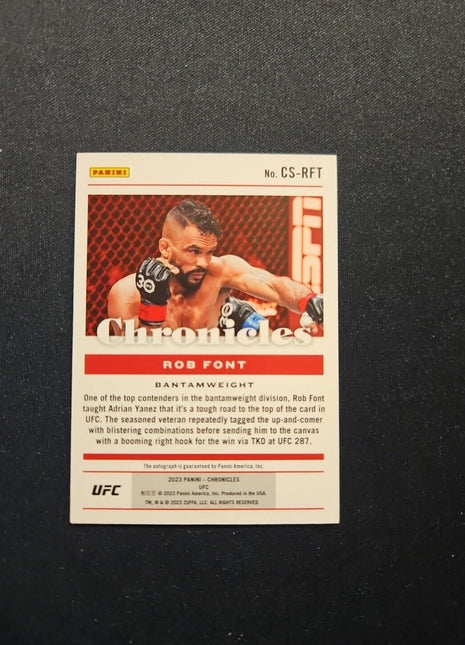 PANINI
No. CS-RFT
ESPN
30
Chronicles
ROB FONT
BANTAMWEIGHT
One of the top contenders in the bantamweight division, Rob Font
taught Adrian Yanez that it's a tough road to the top of the card in
UFC. The seasoned veteran repeatedly tagged the up-and-comer
with blistering combinations before sending him to the canvas
with a booming right hook for the win via TKO at UFC 287.
The autograph is guaranteed by Panini America, Inc.
UFC
2023 PANINI – CHRONICLES
UFC
© 2023 Panini America, Inc. Produced in the USA.
TM, ® & © 2023 ZUFFA, LLC. ALL RIGHTS RESERVED.